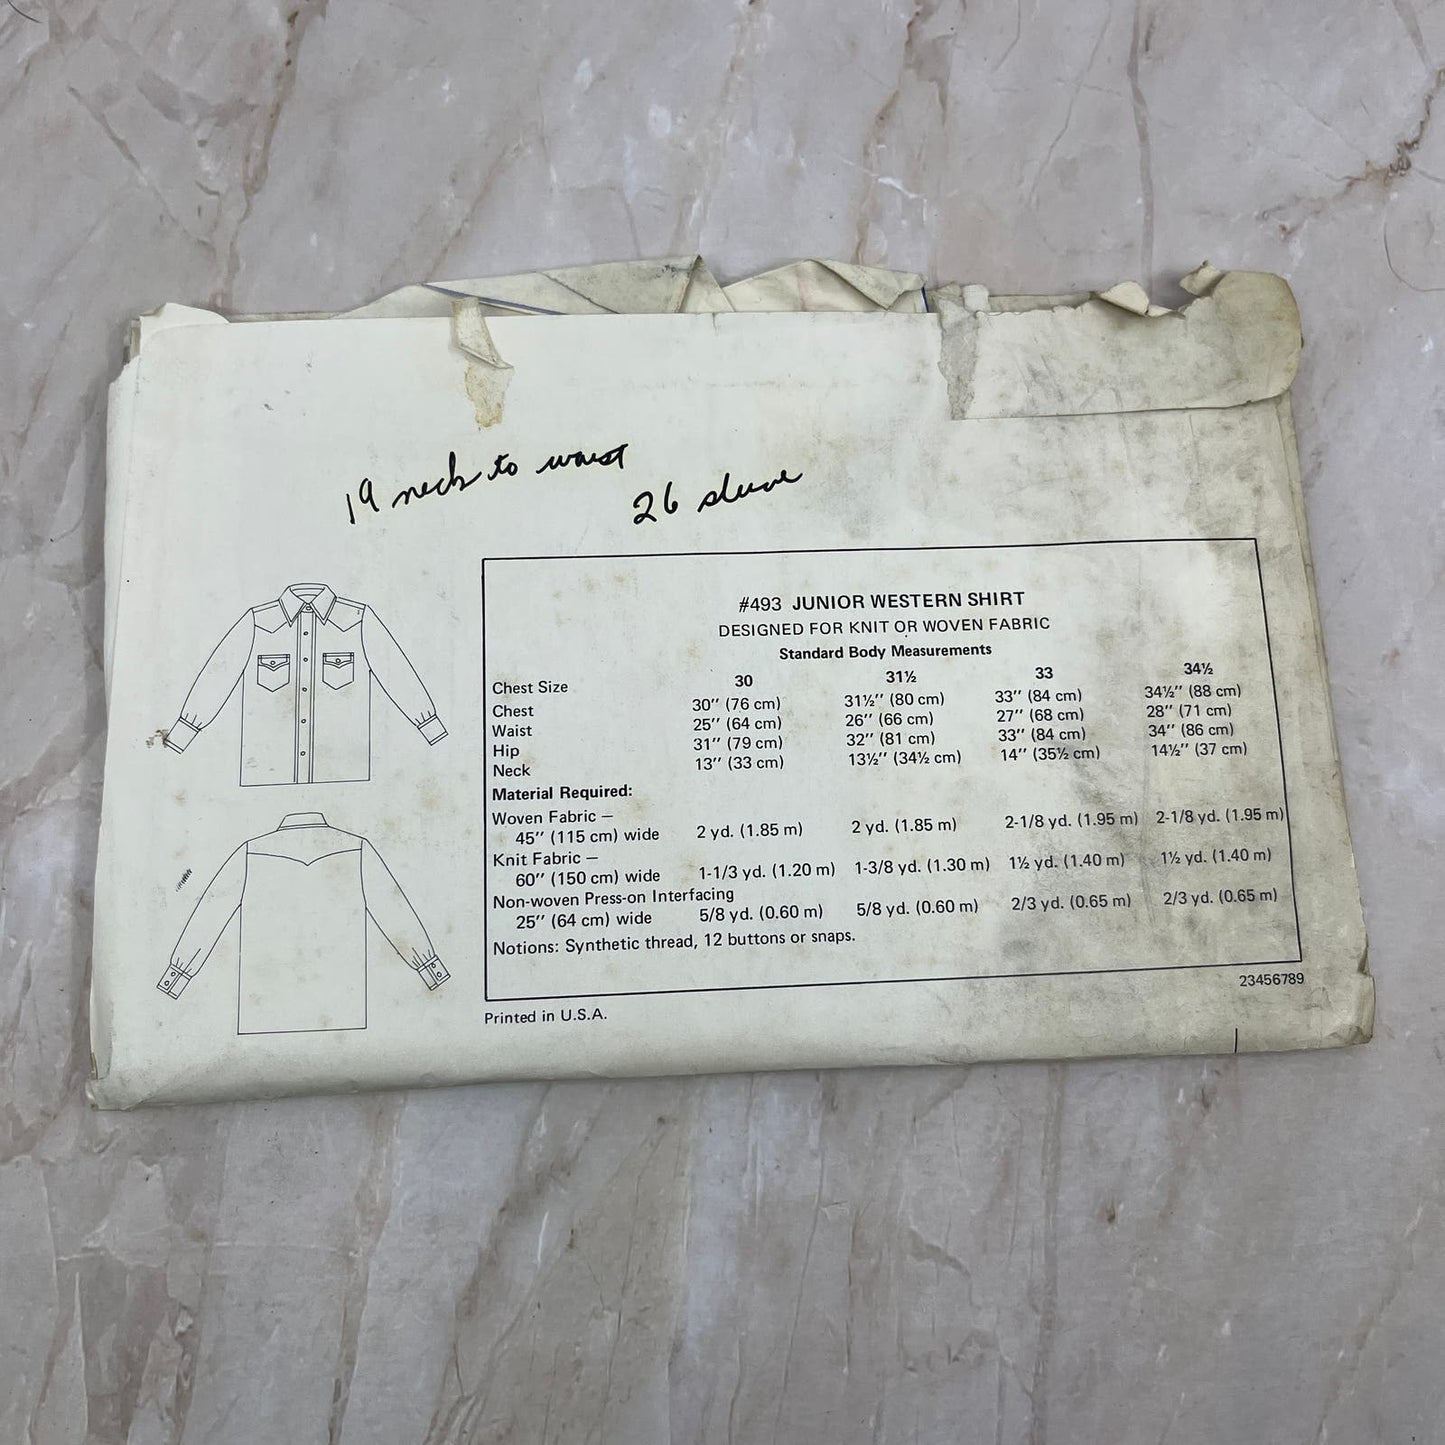 19 neck to waist
26 sleeve
#493 JUNIOR WESTERN SHIRT
DESIGNED FOR KNIT OR WOVEN FABRIC
Standard Body Measurements
Chest Size 30 31½ 33 34½
Chest 30" (76 cm) 31½" (80 cm) 33" (84 cm) 34½" (88 cm)
Waist 25" (64 cm) 26" (66 cm) 27" (68 cm) 28" (71 cm)
Hip 31" (79 cm) 32" (81 cm) 33" (84 cm) 34" (86 cm)
Neck 13" (33 cm) 13½" (34½ cm) 14" (35½ cm) 14½" (37 cm)
Material Required:
Woven Fabric –
45" (115 cm) wide 2 yd. (1.85 m) 2 yd. (1.85 m) 2-1/8 yd. (1.95 m) 2-1/8 yd. (1.95 m)
Knit Fabric –
60" (150 cm) wide 1-1/3 yd. (1.20 m) 1-3/8 yd. (1.30 m) 1½ yd. (1.40 m) 1½ yd. (1.40 m)
Non-woven Press-on Interfacing
25" (64 cm) wide 5/8 yd. (0.60 m) 5/8 yd. (0.60 m) 2/3 yd. (0.65 m) 2/3 yd. (0.65 m)
Notions: Synthetic thread, 12 buttons or snaps.
23456789
Printed in U.S.A.